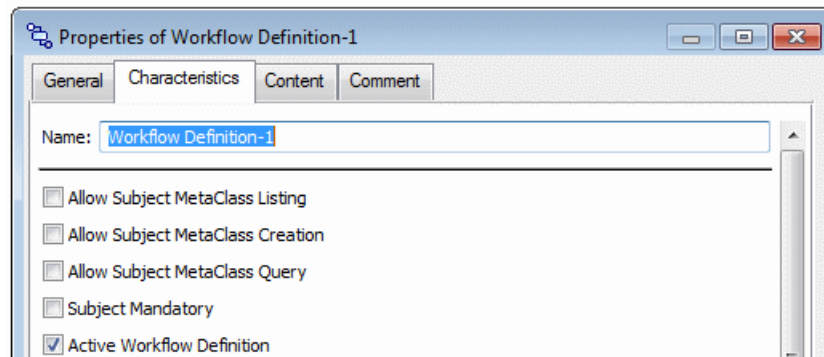 Properties of Workflow Definition-1
General Characteristics Content Comment
Name: Workflow Definition-1
Allow Subject MetaClass Listing
Allow Subject MetaClass Creation
Allow Subject MetaClass Query
Subject Mandatory
Active Workflow Definition